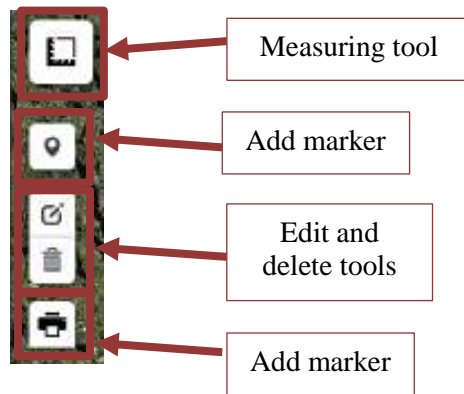 Measuring tool
Add marker
Edit and
delete tools
Add marker